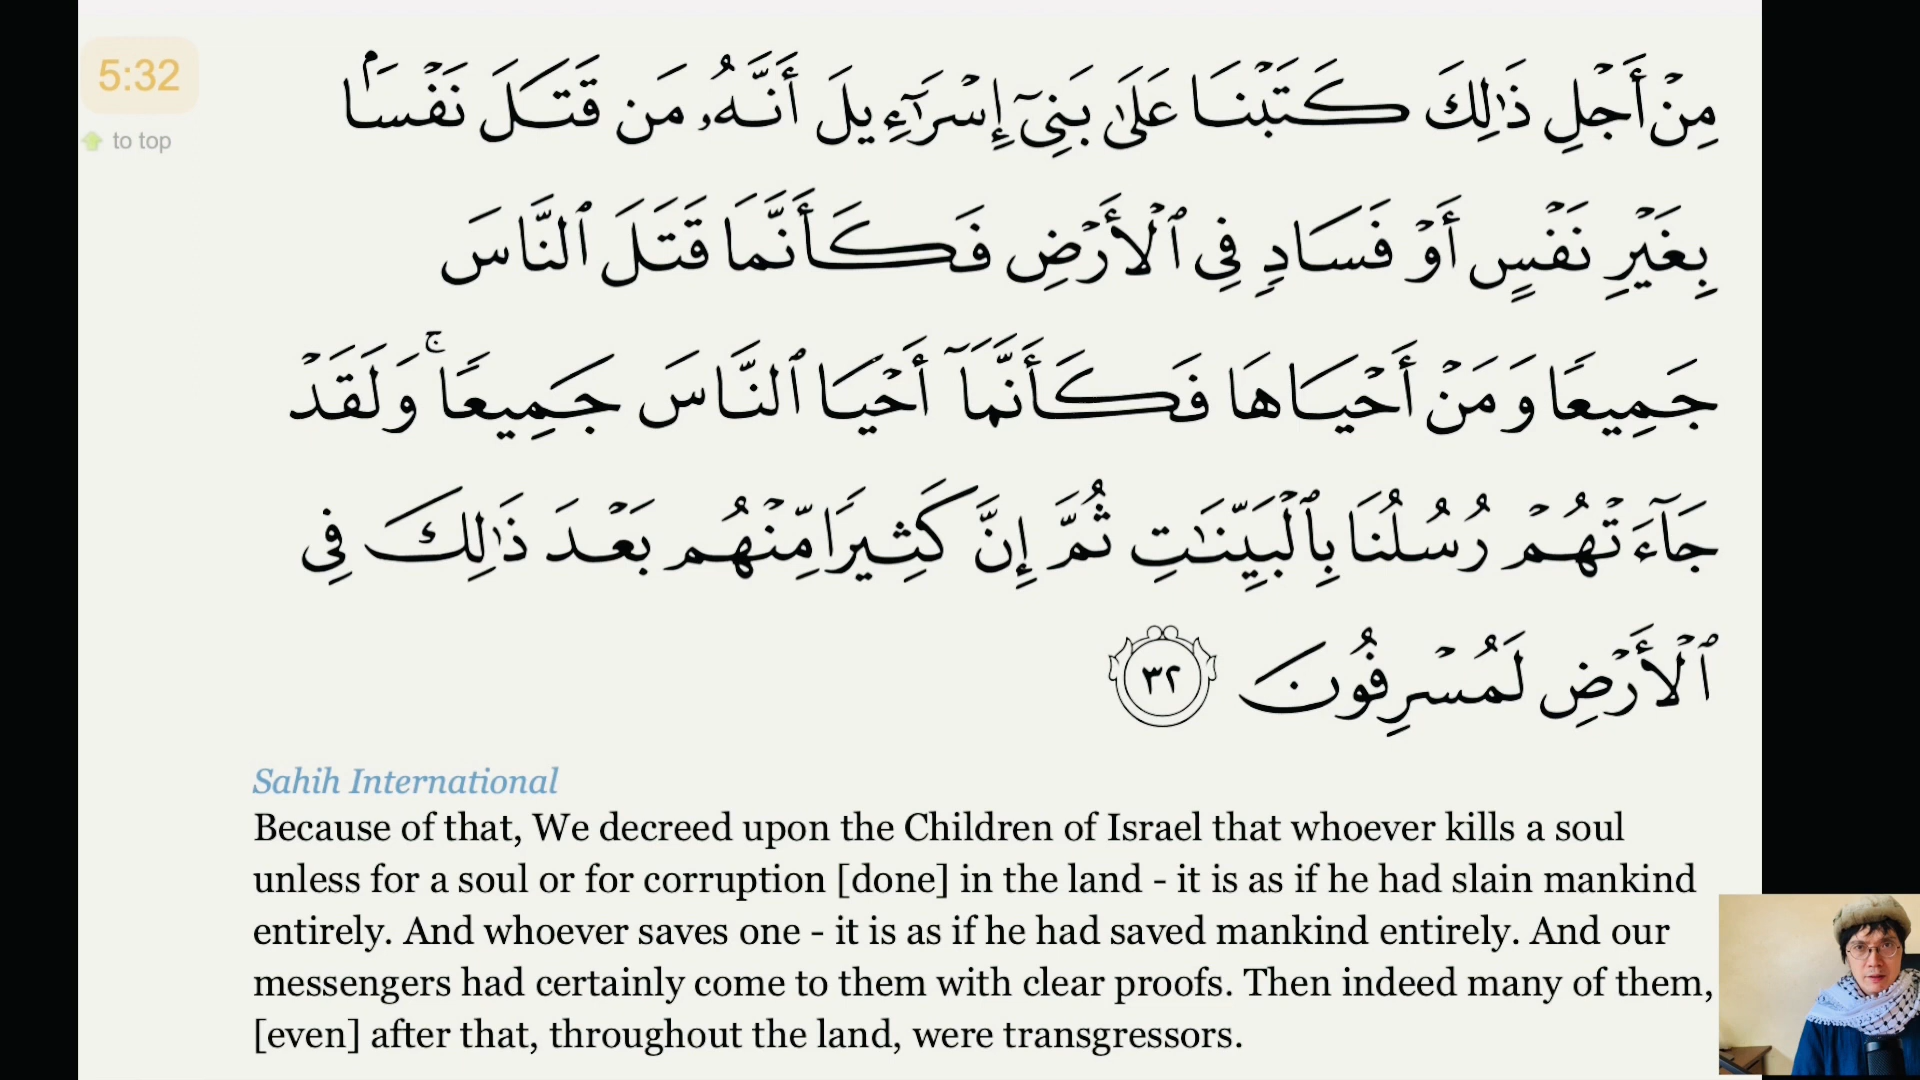 5:32
to top
مِنۡ أَجۡلِ ذَٰلِكَ كَتَبۡنَا عَلَىٰ بَنِىٓ إِسۡرَٰٓءِيلَ أَنَّهُۥ مَن قَتَلَ نَفۡسَۢا
بِغَيۡرِ نَفۡسٍ أَوۡ فَسَادٍ فِى ٱلۡأَرۡضِ فَكَأَنَّمَا قَتَلَ ٱلنَّاسَ
جَمِيعًا وَمَنۡ أَحۡيَاهَا فَكَأَنَّمَآ أَحۡيَا ٱلنَّاسَ جَمِيعًاۚ وَلَقَدۡ
جَآءَتۡهُمۡ رُسُلُنَا بِٱلۡبَيِّنَٰتِ ثُمَّ إِنَّ كَثِيرًا مِّنۡهُم بَعۡدَ ذَٰلِكَ فِى
ٱلۡأَرۡضِ لَمُسۡرِفُونَ ٣٢
Sahih International
Because of that, We decreed upon the Children of Israel that whoever kills a soul
unless for a soul or for corruption [done] in the land - it is as if he had slain mankind
entirely. And whoever saves one - it is as if he had saved mankind entirely. And our
messengers had certainly come to them with clear proofs. Then indeed many of them,
[even] after that, throughout the land, were transgressors.